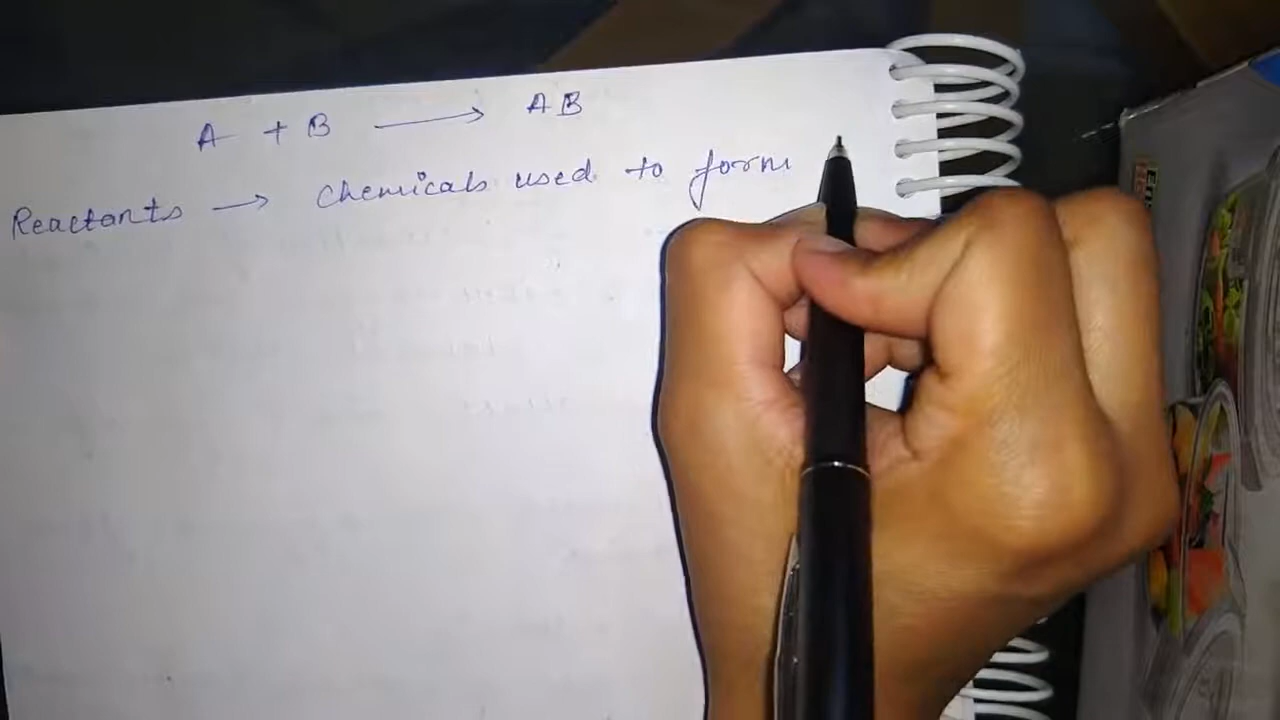 A + B → AB
Reactants → Chemicals used to form